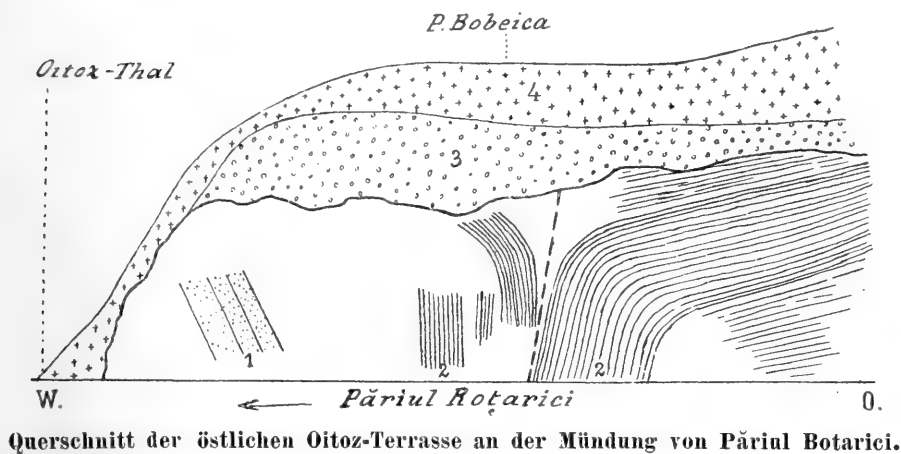 P. Bobeica
Oitoz-Thal
4
3
1
2
2
W.
Păriul Roţarici
O.
Querschnitt der östlichen Oitoz-Terrasse an der Mündung von Păriul Botarici.